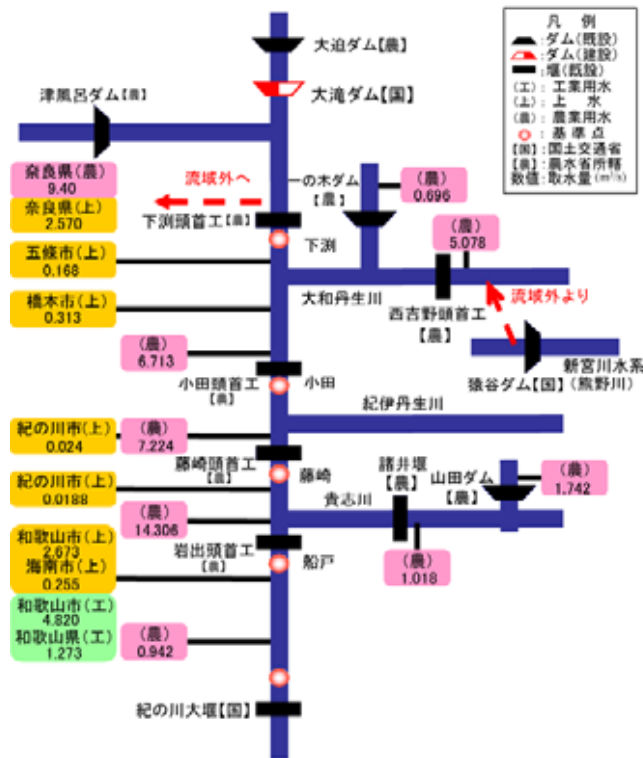 凡 例
:ダム(既設)
:ダム(建設)
:堰(既設)
(工):工業用水
(上):上 水
(農):農業用水
:基 準 点
【国】:国土交通省
【農】:農水省所轄
数値:取水量(m³/s)
大迫ダム【農】
大滝ダム【国】
津風呂ダム【農】
奈良県(農)
9.40
奈良県(上)
2.570
流域外へ
下渕頭首工【農】
下渕
一の木ダム
【農】
(農)
0.696
(農)
5.078
五條市(上)
0.168
大和丹生川
西吉野頭首工
【農】
流域外より
橋本市(上)
0.313
新宮川水系
(熊野川)
猿谷ダム【国】
(農)
6.713
小田頭首工
【農】
小田
紀伊丹生川
紀の川市(上)
0.024
(農)
7.224
藤崎頭首工
【農】
藤崎
諸井堰
【農】
山田ダム
【農】
(農)
1.742
紀の川市(上)
0.0188
貴志川
(農)
14.306
(農)
1.018
岩出頭首工
【農】
船戸
和歌山市(上)
2.673
海南市(上)
0.255
和歌山市(工)
4.820
和歌山県(工)
1.273
(農)
0.942
紀の川大堰【国】